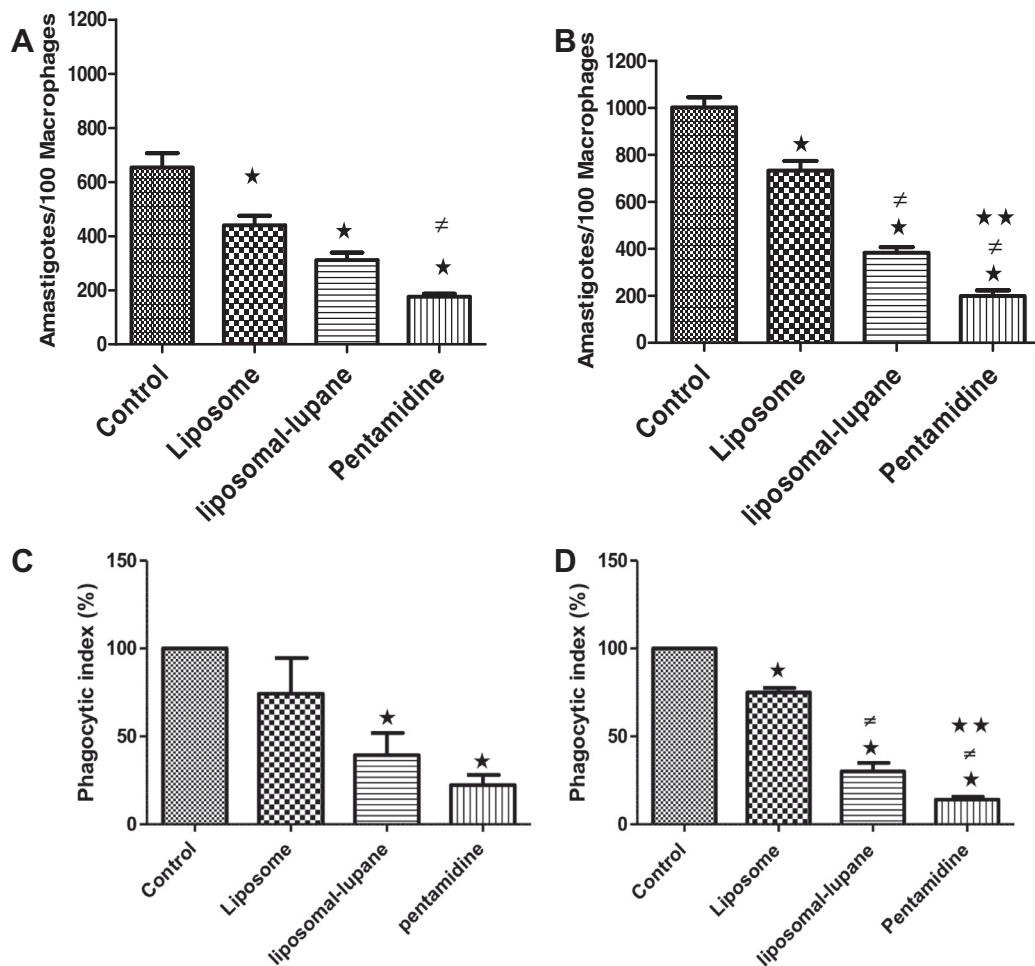 A
Amastigotes/100 Macrophages
1200
1000
800
600
400
200
0
★
★
≠
★
Control
Liposome
liposomal-lupane
Pentamidine
B
Amastigotes/100 Macrophages
1200
1000
800
600
400
200
0
★
≠
★
★ ★
≠
★
Control
Liposome
liposomal-lupane
Pentamidine
C
Phagocytic index (%)
150
100
50
0
★
★
Control
Liposome
liposomal-lupane
pentamidine
D
Phagocytic index (%)
150
100
50
0
★
≠
★
★ ★
≠
★
Control
Liposome
liposomal-lupane
Pentamidine